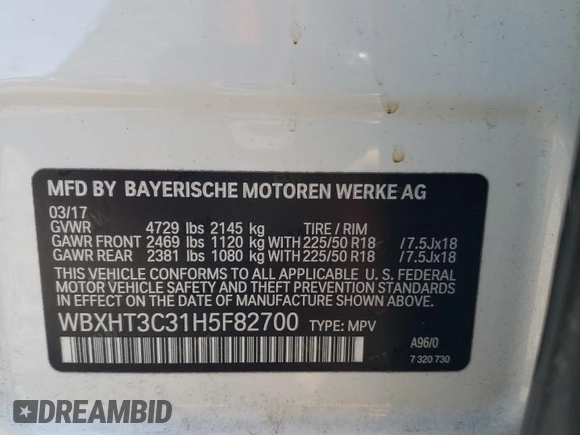 MFD BY BAYERISCHE MOTOREN WERKE AG
03/17
GVWR 4729 lbs 2145 kg TIRE / RIM
GAWR FRONT 2469 lbs 1120 kg WITH 225/50 R18 /7.5Jx18
GAWR REAR 2381 lbs 1080 kg WITH 225/50 R18 /7.5Jx18
THIS VEHICLE CONFORMS TO ALL APPLICABLE U. S. FEDERAL
MOTOR VEHICLE SAFETY AND THEFT PREVENTION STANDARDS
IN EFFECT ON THE DATE OF MANUFACTURE SHOWN ABOVE.
WBXHT3C31H5F82700 TYPE: MPV
A96/0
7 320 730
DREAMBID